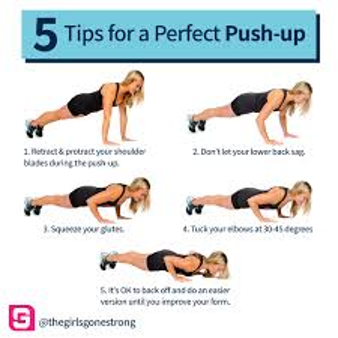 5 Tips for a Perfect Push-up
1. Retract & protract your shoulder
blades during the push-up.
2. Don't let your lower back sag.
3. Squeeze your glutes.
4. Tuck your elbows at 30-45 degrees
5. It's OK to back off and do an easier
version until you improve your form.
@thegirlsgonestrong